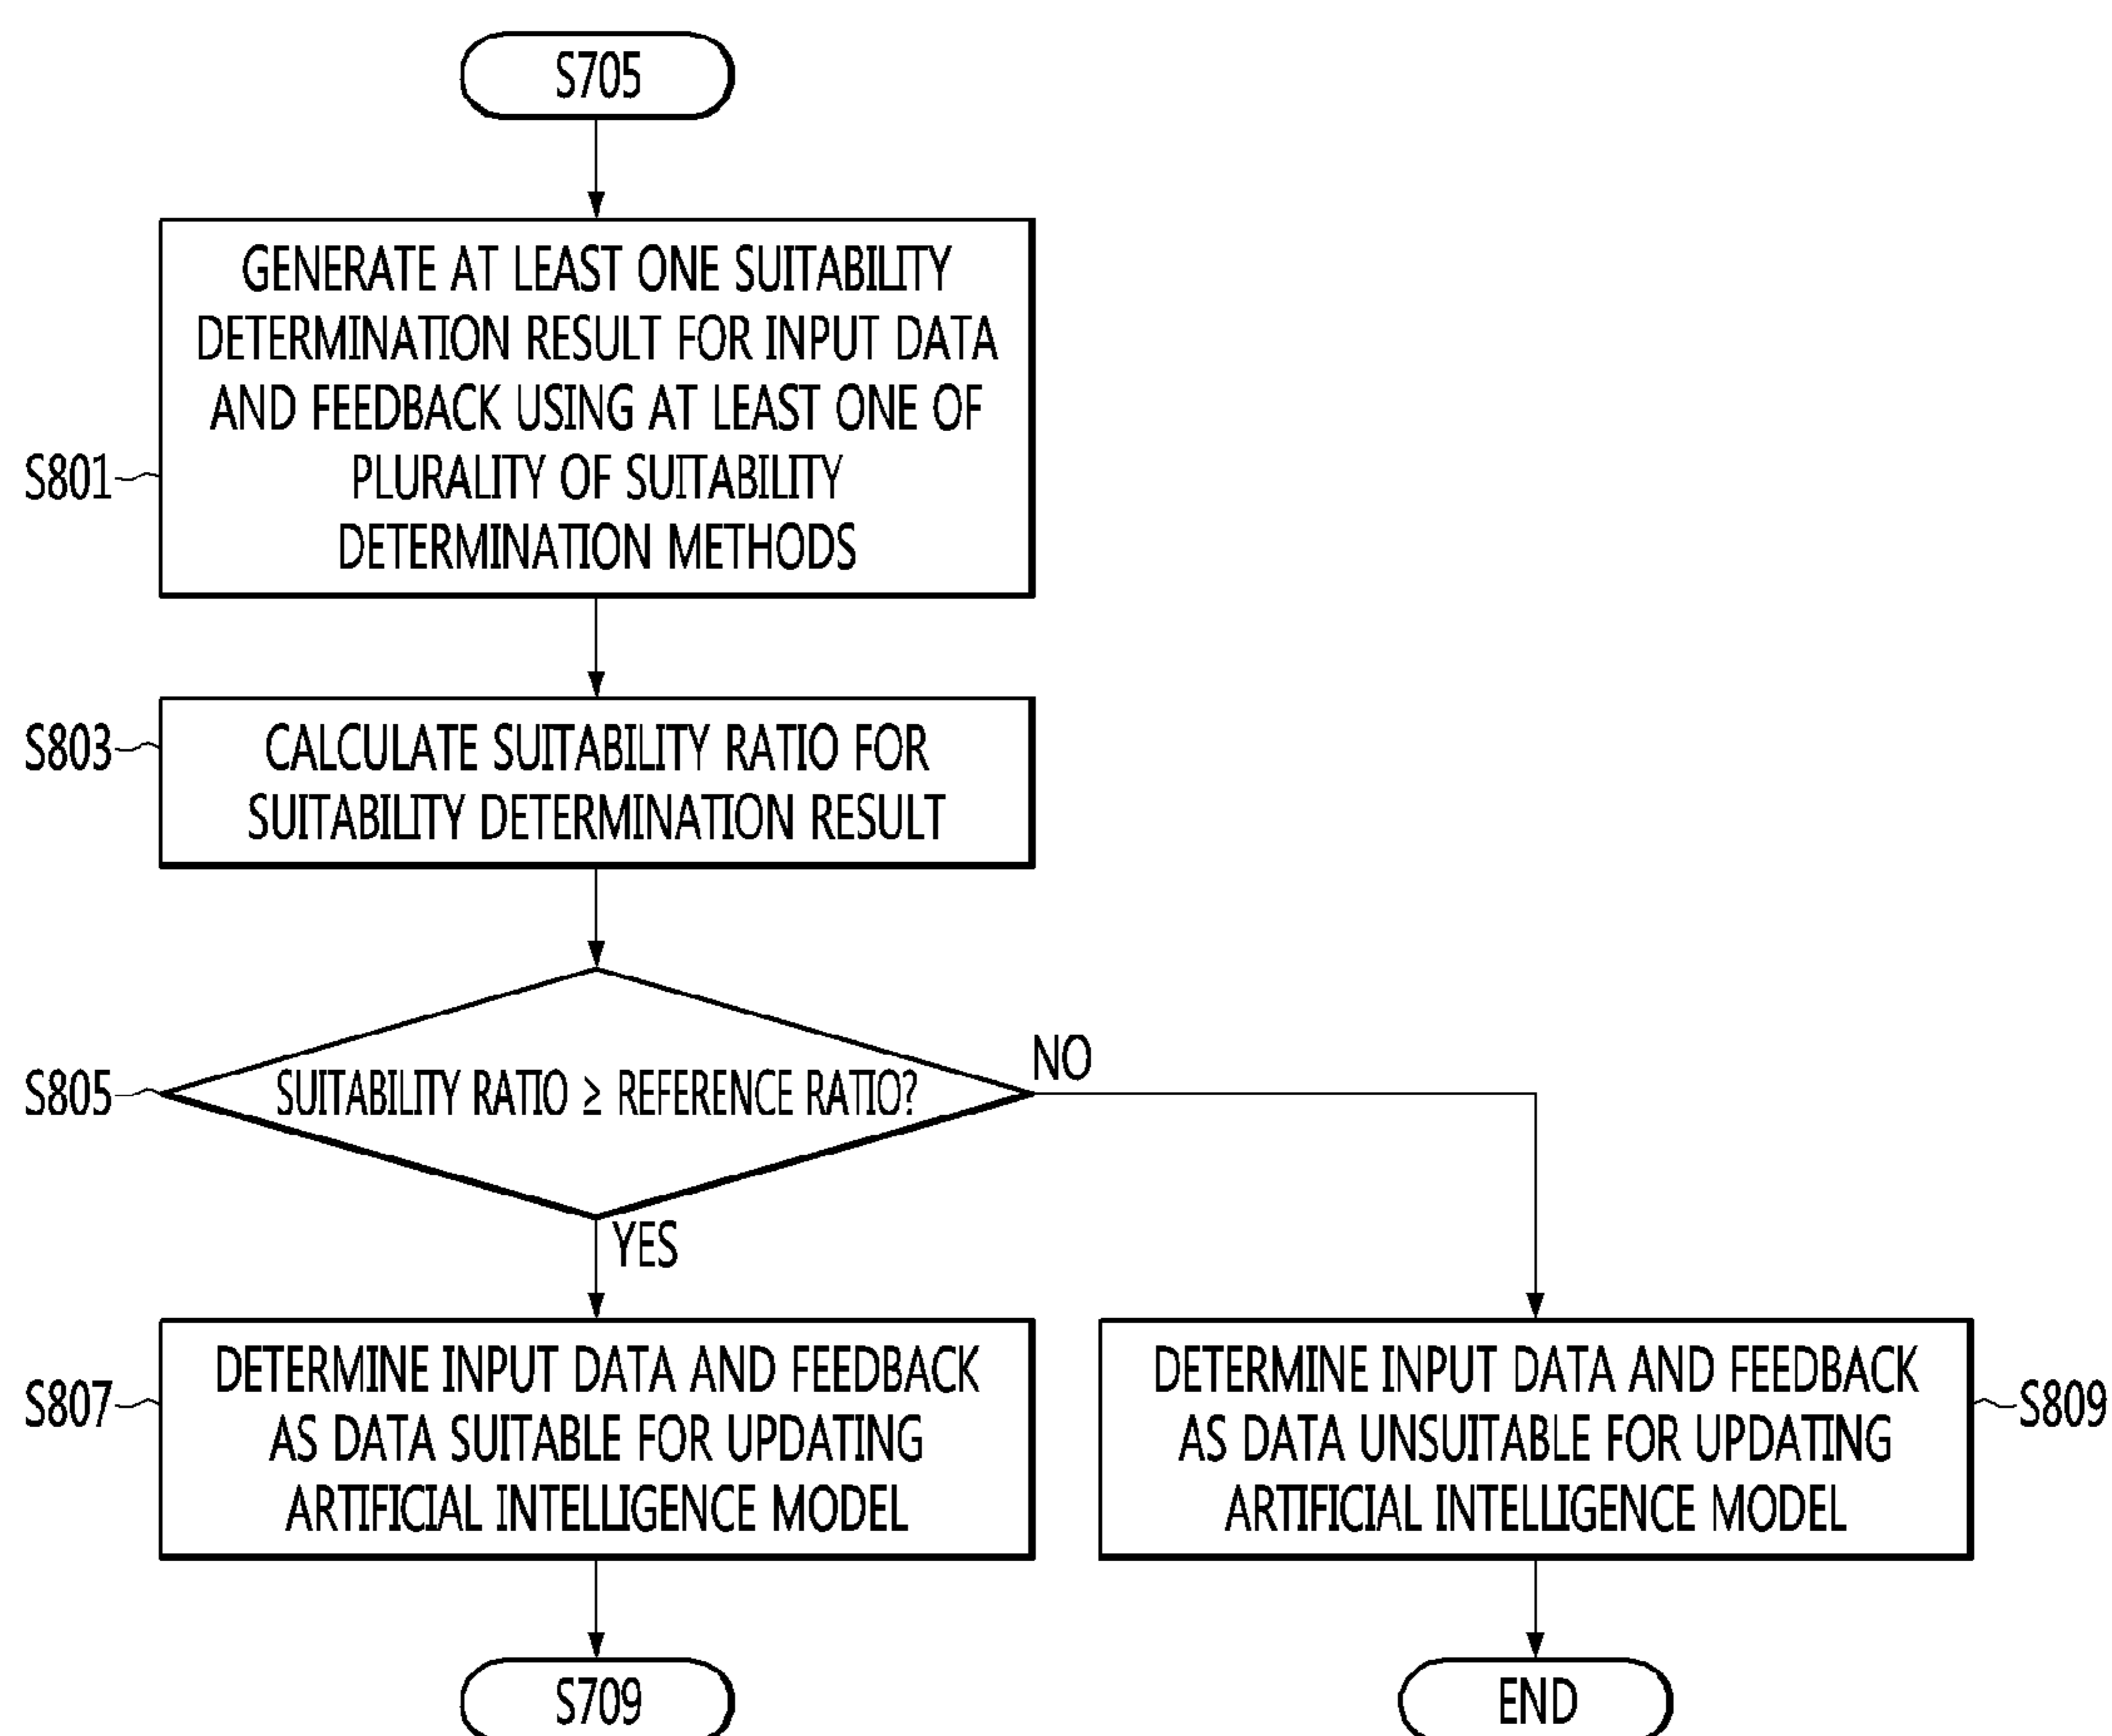 S705
GENERATE AT LEAST ONE SUITABILITY
DETERMINATION RESULT FOR INPUT DATA
AND FEEDBACK USING AT LEAST ONE OF
PLURALITY OF SUITABILITY
DETERMINATION METHODS
S801
CALCULATE SUITABILITY RATIO FOR
SUITABILITY DETERMINATION RESULT
S803
SUITABILITY RATIO ≥ REFERENCE RATIO?
S805
NO
YES
DETERMINE INPUT DATA AND FEEDBACK
AS DATA SUITABLE FOR UPDATING
ARTIFICIAL INTELLIGENCE MODEL
S807
DETERMINE INPUT DATA AND FEEDBACK
AS DATA UNSUITABLE FOR UPDATING
ARTIFICIAL INTELLIGENCE MODEL
S809
S709
END